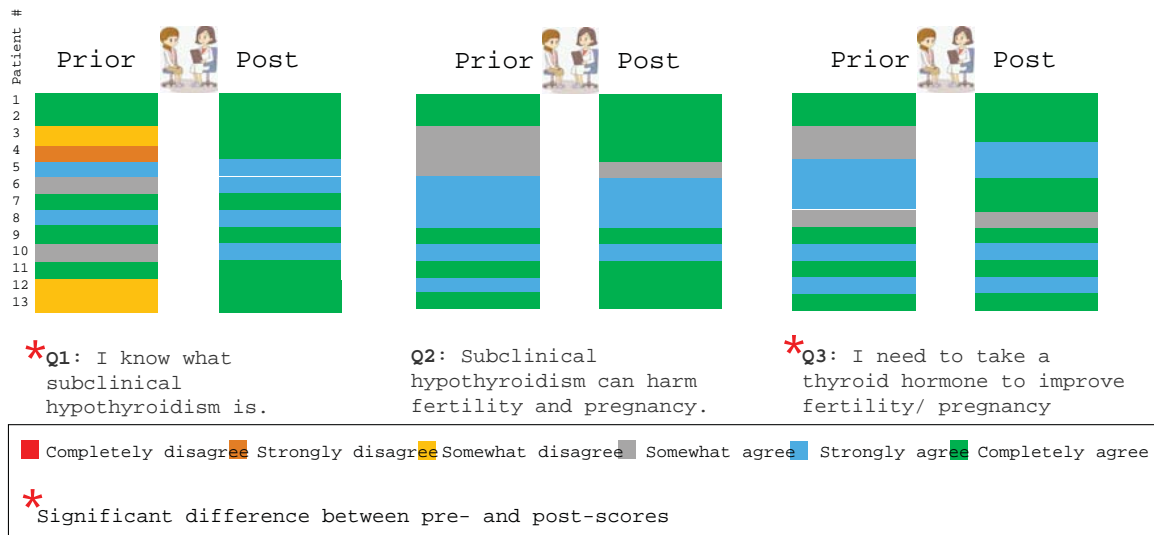 Patient #
Prior Post
Prior Post
Prior Post
1
2
3
4
5
6
7
8
9
10
11
12
13
*Q1: I know what
subclinical
hypothyroidism is.
Q2: Subclinical
hypothyroidism can harm
fertility and pregnancy.
*Q3: I need to take a
thyroid hormone to improve
fertility/ pregnancy
Completely disagree Strongly disagree Somewhat disagree Somewhat agree Strongly agree Completely agree
*Significant difference between pre- and post-scores